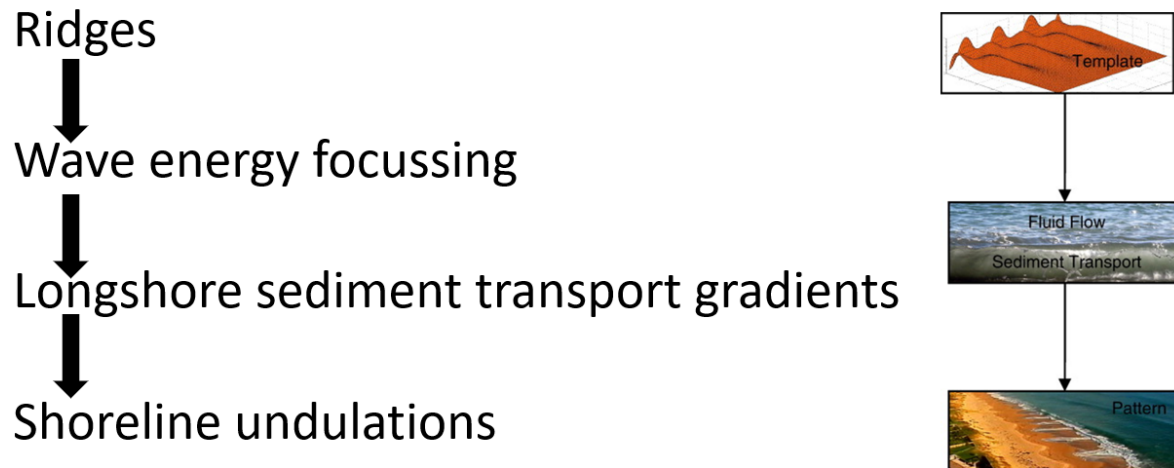 Ridges
Wave energy focussing
Longshore sediment transport gradients
Shoreline undulations
Template
Fluid Flow
Sediment Transport
Pattern